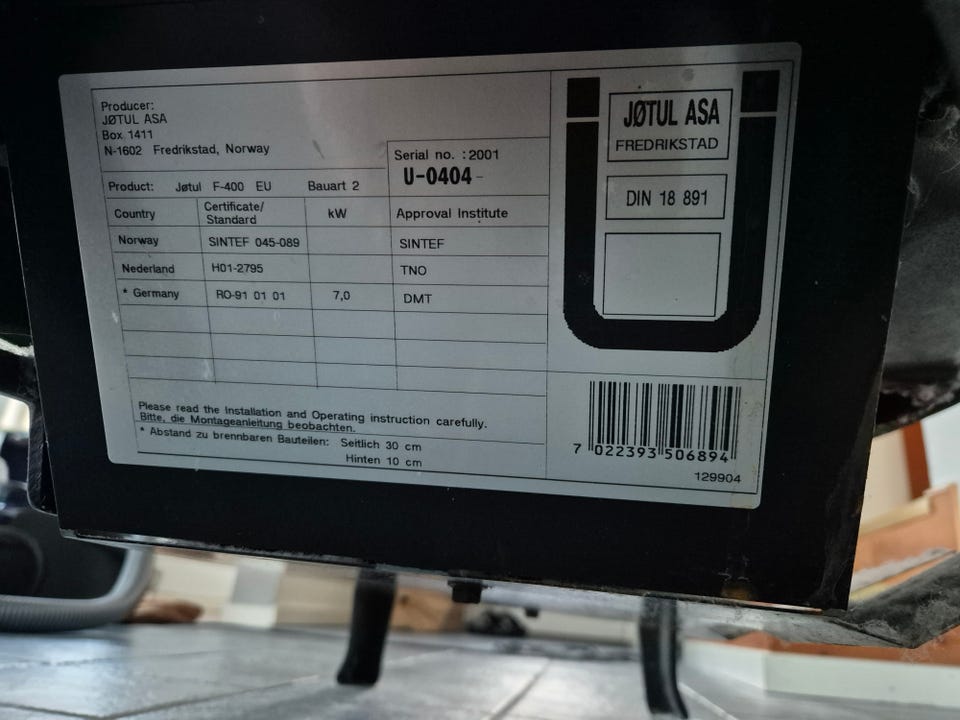 Producer:
JØTUL ASA
Box 1411
N-1602 Fredrikstad, Norway
Serial no. : 2001
U-0404-
Product: Jøtul F-400 EU Bauart 2
Country Certificate/Standard kW Approval Institute
Norway SINTEF 045-089 SINTEF
Nederland H01-2795 TNO
* Germany RO-91 01 01 7,0 DMT
Please read the Installation and Operating instruction carefully.
Bitte, die Montageanleitung beobachten.
* Abstand zu brennbaren Bauteilen: Seitlich 30 cm
Hinten 10 cm
JØTUL ASA
FREDRIKSTAD
DIN 18 891
7 022393 506894
129904